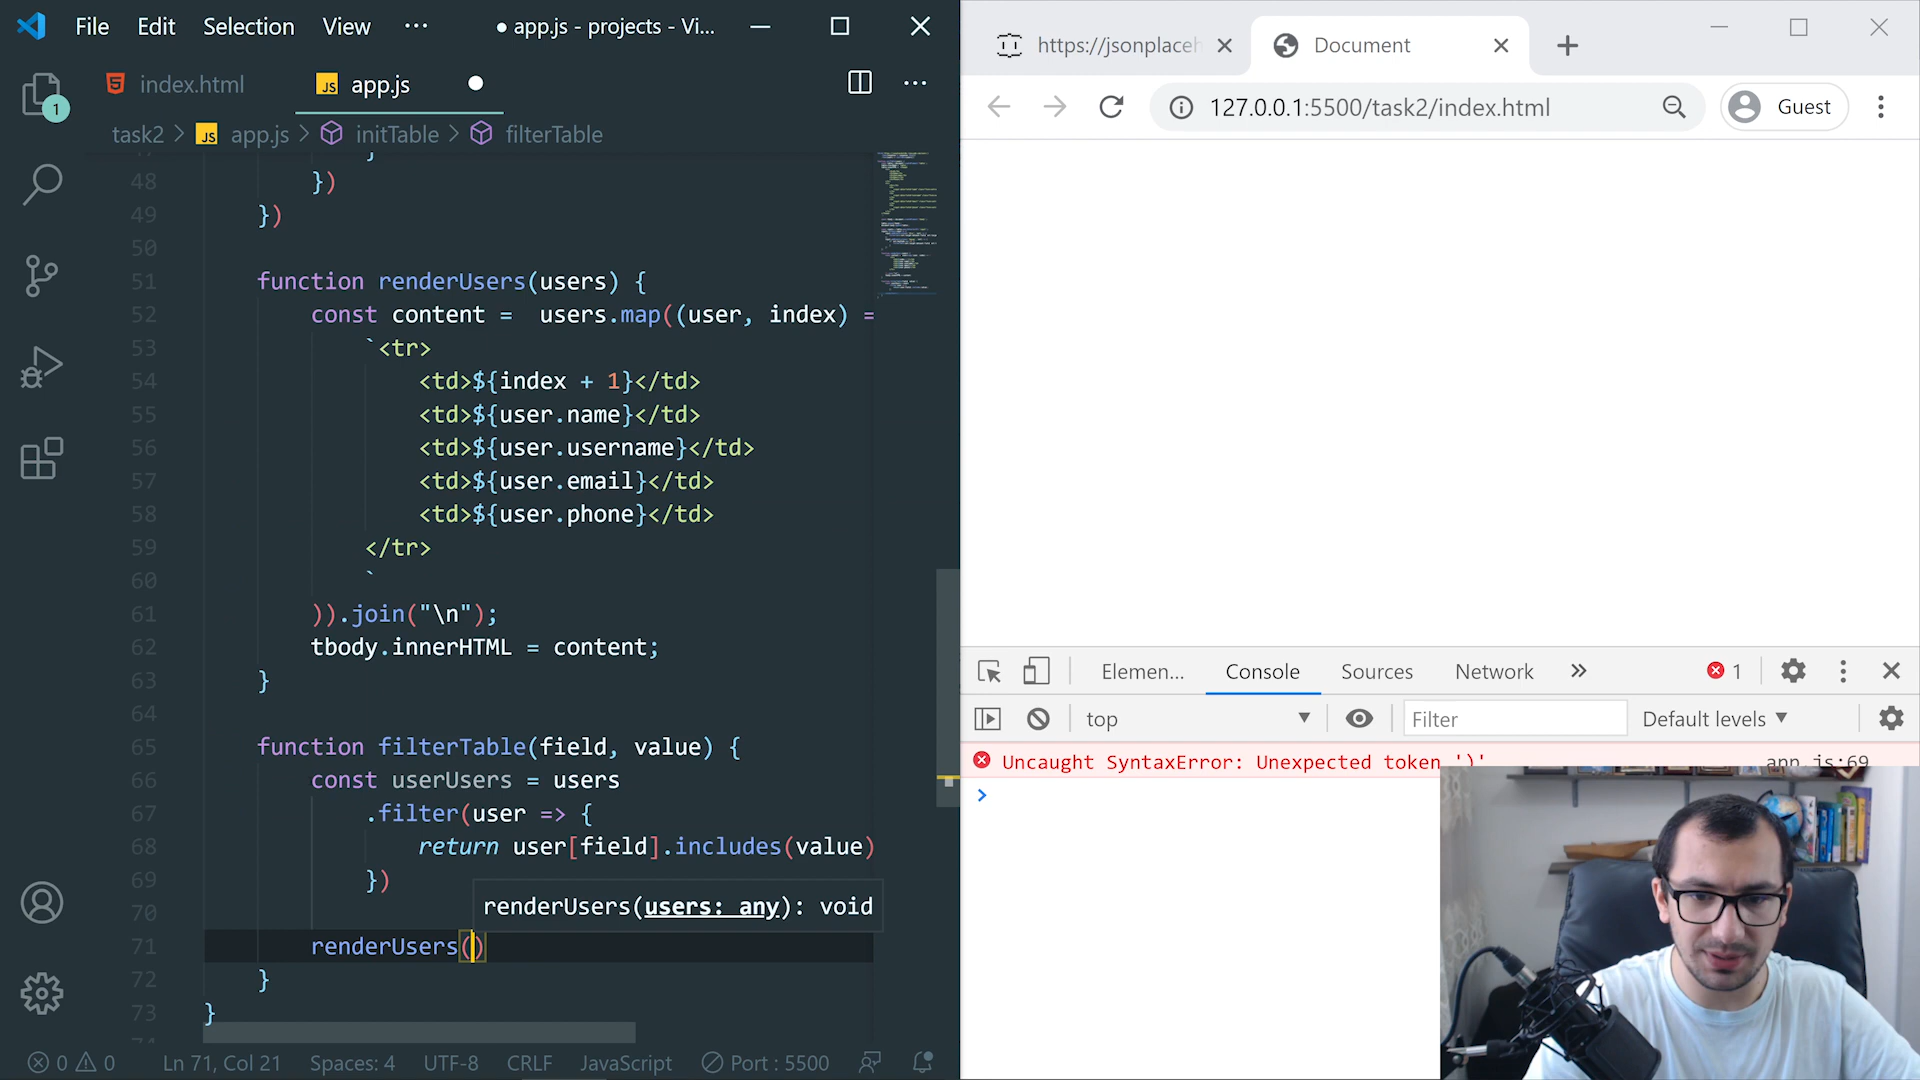 File Edit Selection View ··· ● app.js - projects - Vi...
index.html app.js
task2 > JS app.js > initTable > filterTable
1
48 })
49 })
50
51 function renderUsers(users) {
52 const content =  users.map((user, index) =
53 `<tr>
54 <td>${index + 1}</td>
55 <td>${user.name}</td>
56 <td>${user.username}</td>
57 <td>${user.email}</td>
58 <td>${user.phone}</td>
59 </tr>
60 `
61 )).join("\n");
62 tbody.innerHTML = content;
63 }
64
65 function filterTable(field, value) {
66 const userUsers = users
67 .filter(user => {
68 return user[field].includes(value)
69 })
70
renderUsers(users: any): void
71 renderUsers()
72 }
73 }
0 0 Ln 71, Col 21 Spaces: 4 UTF-8 CRLF JavaScript Port : 5500
https://jsonplaceh Document
127.0.0.1:5500/task2/index.html Guest
Elemen... Console Sources Network 1
top Filter Default levels
Uncaught SyntaxError: Unexpected token ')' app.js:69